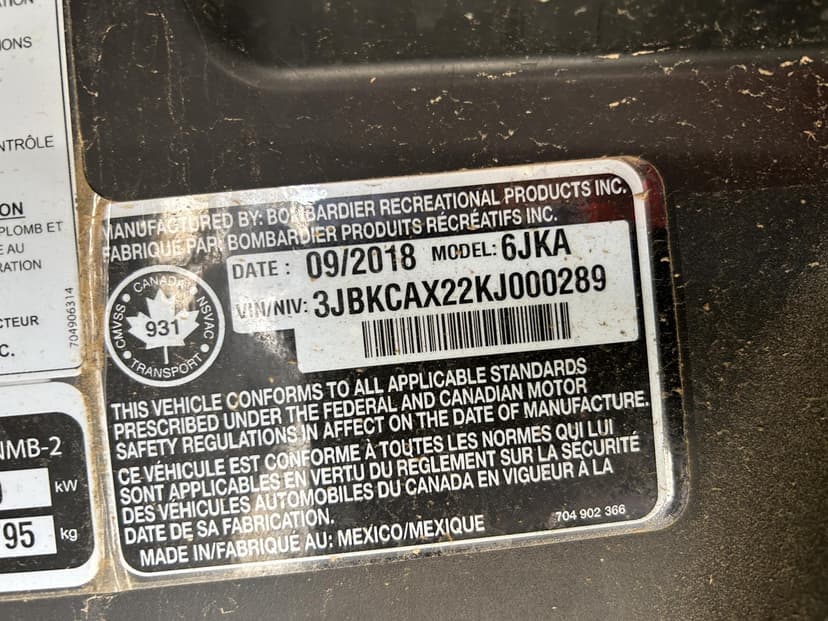 IONS
NTRÔLE
ON
PLOMB ET
E AU
RATION
CTEUR
C.
704906314
NMB-2
kW
95 kg
MANUFACTURED BY: BOMBARDIER RECREATIONAL PRODUCTS INC.
FABRIQUÉ PAR: BOMBARDIER PRODUITS RÉCRÉATIFS INC.
DATE : 09/2018 MODEL: 6JKA
VIN/NIV: 3JBKCAX22KJ000289
CANADA
CMVSS 931 NSVAC
TRANSPORT
THIS VEHICLE CONFORMS TO ALL APPLICABLE STANDARDS
PRESCRIBED UNDER THE FEDERAL AND CANADIAN MOTOR
SAFETY REGULATIONS IN AFFECT ON THE DATE OF MANUFACTURE.
CE VÉHICULE EST CONFORME À TOUTES LES NORMES QUI LUI
SONT APPLICABLES EN VERTU DU REGLEMENT SUR LA SÉCURITÉ
DES VÉHICULES AUTOMOBILES DU CANADA EN VIGUEUR À LA
DATE DE SA FABRICATION.
MADE IN/FABRIQUÉ AU: MEXICO/MEXIQUE
704 902 366